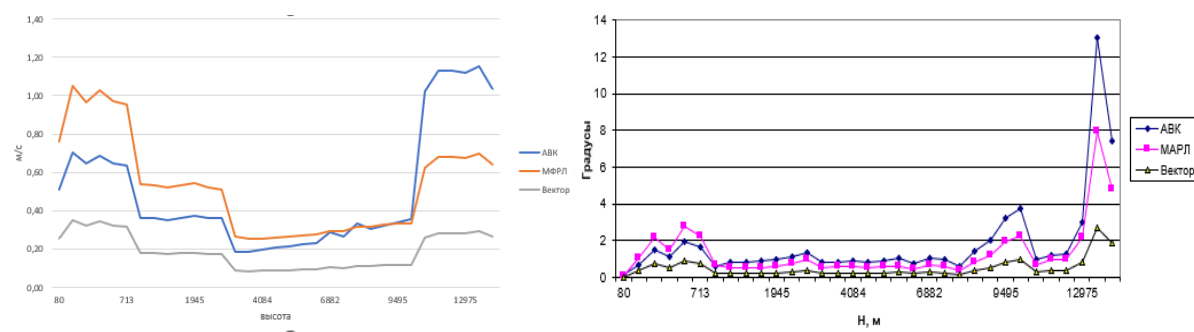 1,40
1,20
1,00
0,80
0,60
0,40
0,20
0,00
м/с
80 713 1945 4084 6882 9495 12975
высота
АВК
МФРЛ
Вектор
14
12
10
8
6
4
2
0
Градусы
80 713 1945 4084 6882 9495 12975
Н, м
АВК
МАРЛ
Вектор